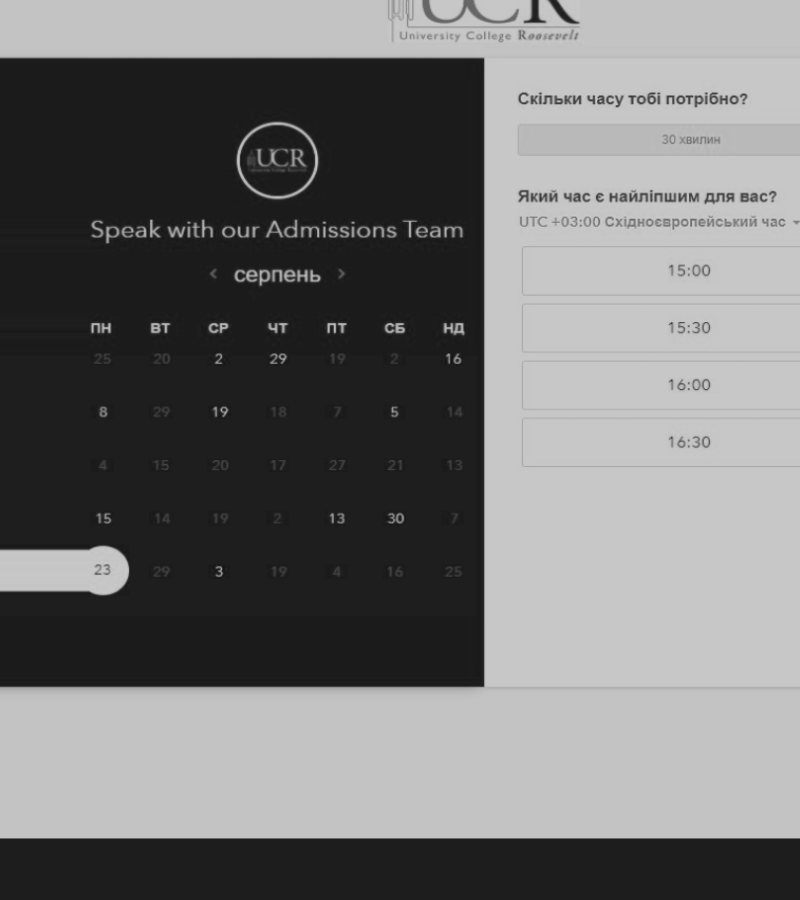 UCR
University College Roosevelt
UCR
Speak with our Admissions Team
< серпень >
ПН ВТ СР ЧТ ПТ СБ НД
25 20 2 29 19 2 16
8 29 19 18 7 5 14
4 15 20 17 27 21 13
15 14 19 2 13 30 7
23 29 3 19 4 16 25
Скільки часу тобі потрібно?
30 хвилин
Який час є найліпшим для вас?
UTC +03:00 Східноєвропейський час
15:00
15:30
16:00
16:30